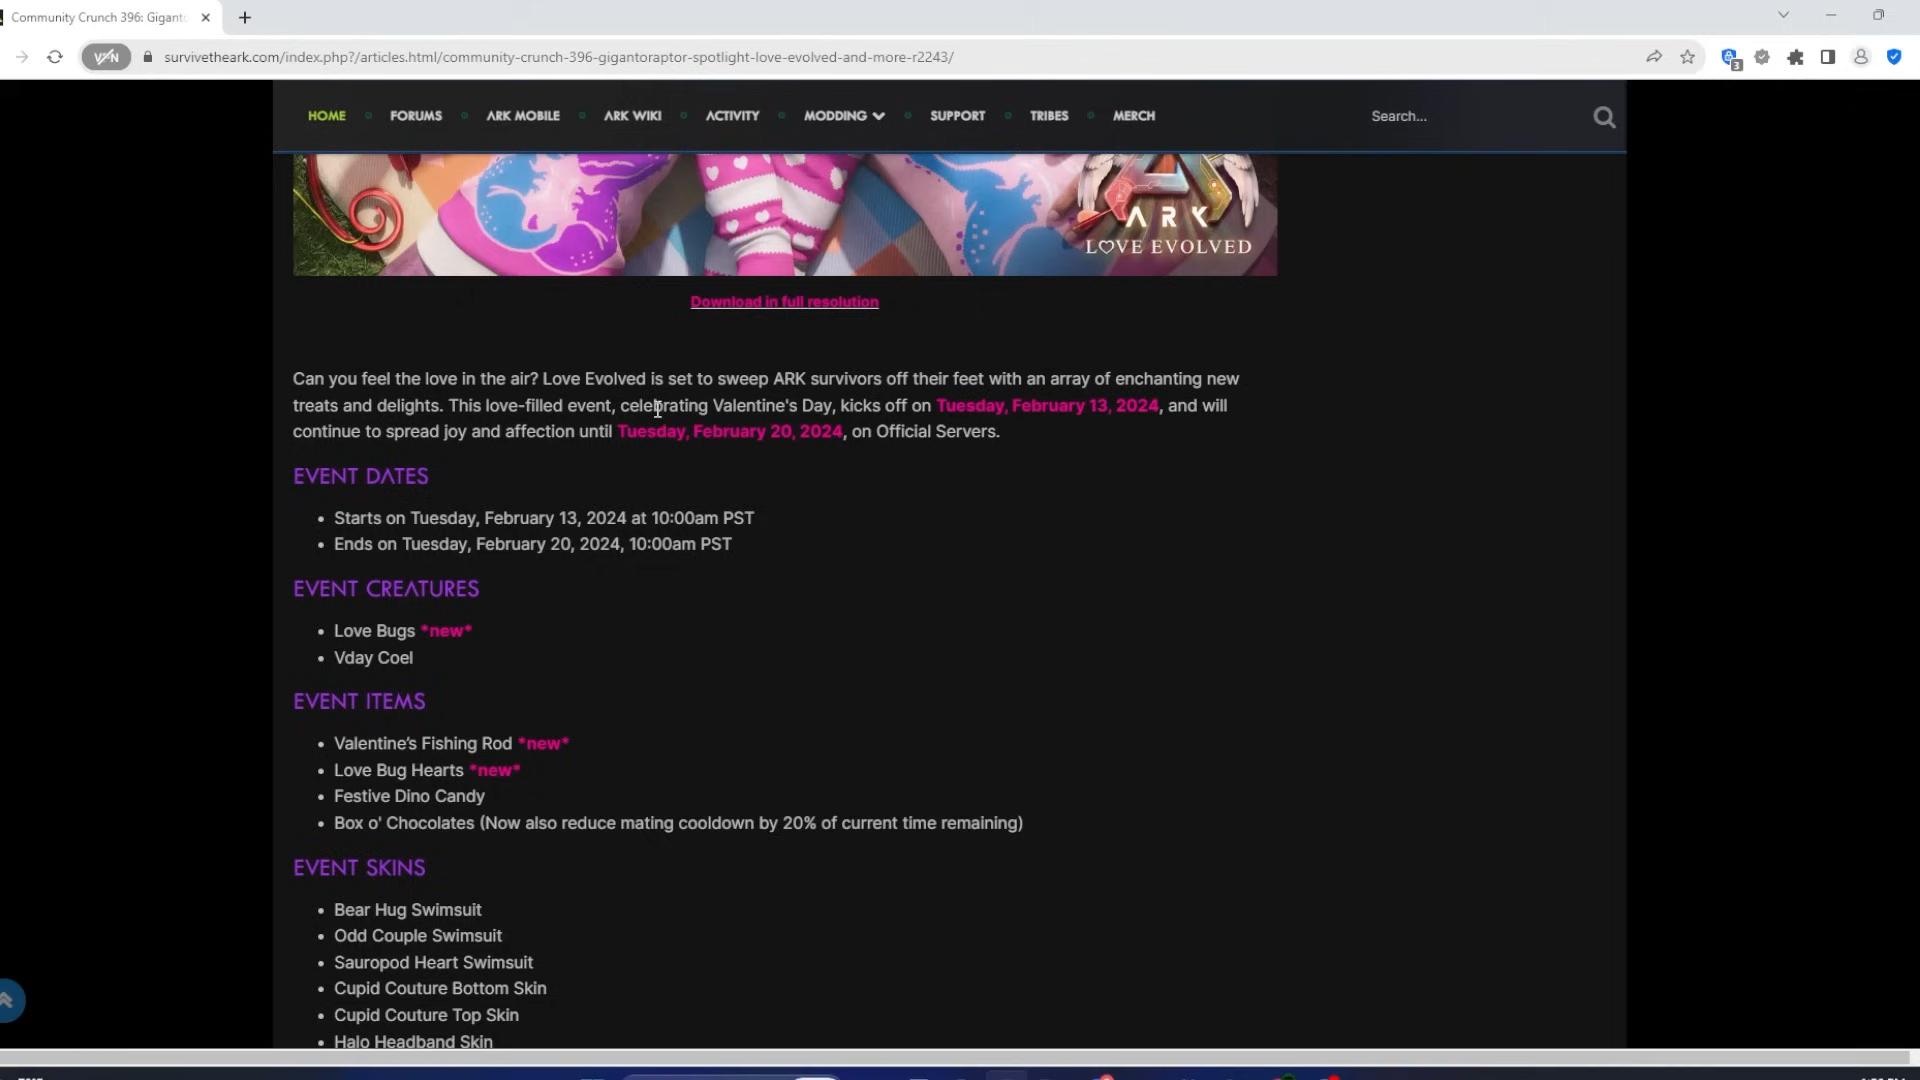 Community Crunch 396: Giganto
VPN
survivetheark.com/index.php?/articles.html/community-crunch-396-gigantoraptor-spotlight-love-evolved-and-more-r2243/
3
HOME FORUMS ARK MOBILE ARK WIKI ACTIVITY MODDING SUPPORT TRIBES MERCH Search...
ARK
LOVE EVOLVED
Download in full resolution
Can you feel the love in the air? Love Evolved is set to sweep ARK survivors off their feet with an array of enchanting new
treats and delights. This love-filled event, celebrating Valentine's Day, kicks off on Tuesday, February 13, 2024, and will
continue to spread joy and affection until Tuesday, February 20, 2024, on Official Servers.
EVENT DATES
• Starts on Tuesday, February 13, 2024 at 10:00am PST
• Ends on Tuesday, February 20, 2024, 10:00am PST
EVENT CREATURES
• Love Bugs *new*
• Vday Coel
EVENT ITEMS
• Valentine's Fishing Rod *new*
• Love Bug Hearts *new*
• Festive Dino Candy
• Box o' Chocolates (Now also reduce mating cooldown by 20% of current time remaining)
EVENT SKINS
• Bear Hug Swimsuit
• Odd Couple Swimsuit
• Sauropod Heart Swimsuit
• Cupid Couture Bottom Skin
• Cupid Couture Top Skin
• Halo Headband Skin